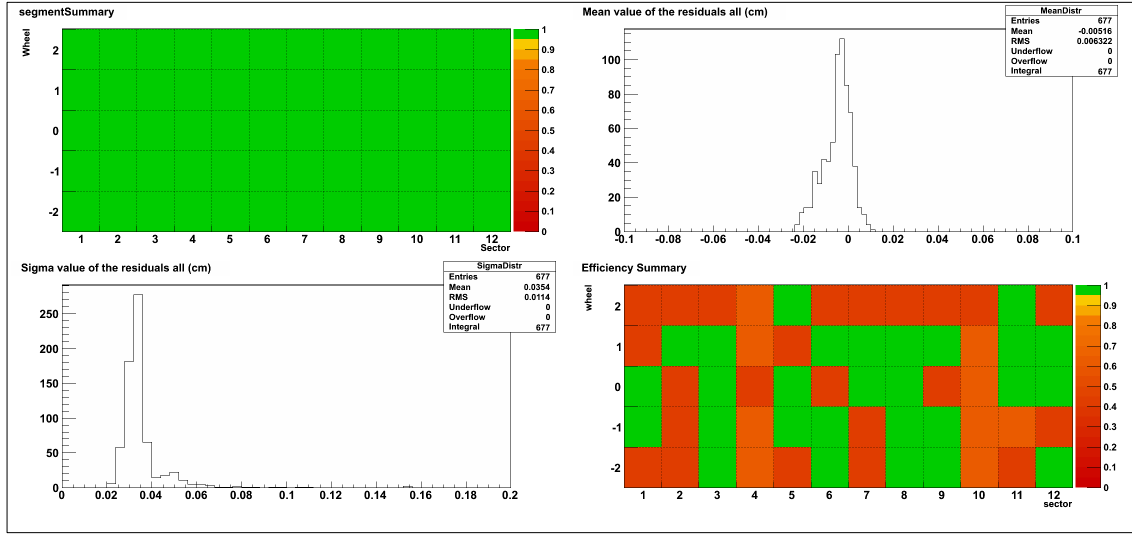 segmentSummary
Wheel
2
1
0
-1
-2
1 2 3 4 5 6 7 8 9 10 11 12
Sector
1
0.9
0.8
0.7
0.6
0.5
0.4
0.3
0.2
0.1
0
Mean value of the residuals all (cm)
MeanDistr
Entries 677
Mean -0.00516
RMS 0.006322
Underflow 0
Overflow 0
Integral 677
100
80
60
40
20
0
-0.1 -0.08 -0.06 -0.04 -0.02 0 0.02 0.04 0.06 0.08 0.1
Sigma value of the residuals all (cm)
SigmaDistr
Entries 677
Mean 0.0354
RMS 0.0114
Underflow 0
Overflow 0
Integral 677
250
200
150
100
50
0
0 0.02 0.04 0.06 0.08 0.1 0.12 0.14 0.16 0.18 0.2
Efficiency Summary
wheel
2
1
0
-1
-2
1 2 3 4 5 6 7 8 9 10 11 12
sector
1
0.9
0.8
0.7
0.6
0.5
0.4
0.3
0.2
0.1
0